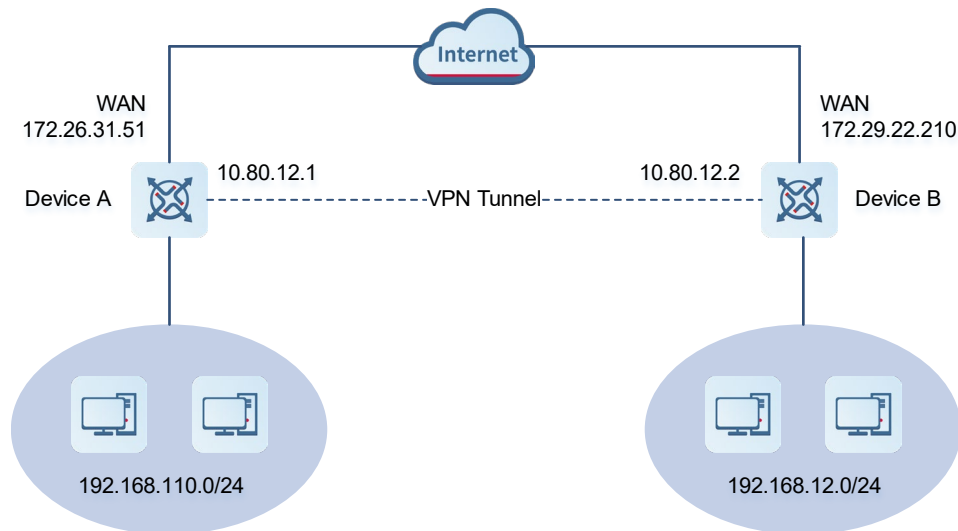 Internet
WAN
172.26.31.51
WAN
172.29.22.210
10.80.12.1
10.80.12.2
Device A
VPN Tunnel
Device B
192.168.110.0/24
192.168.12.0/24